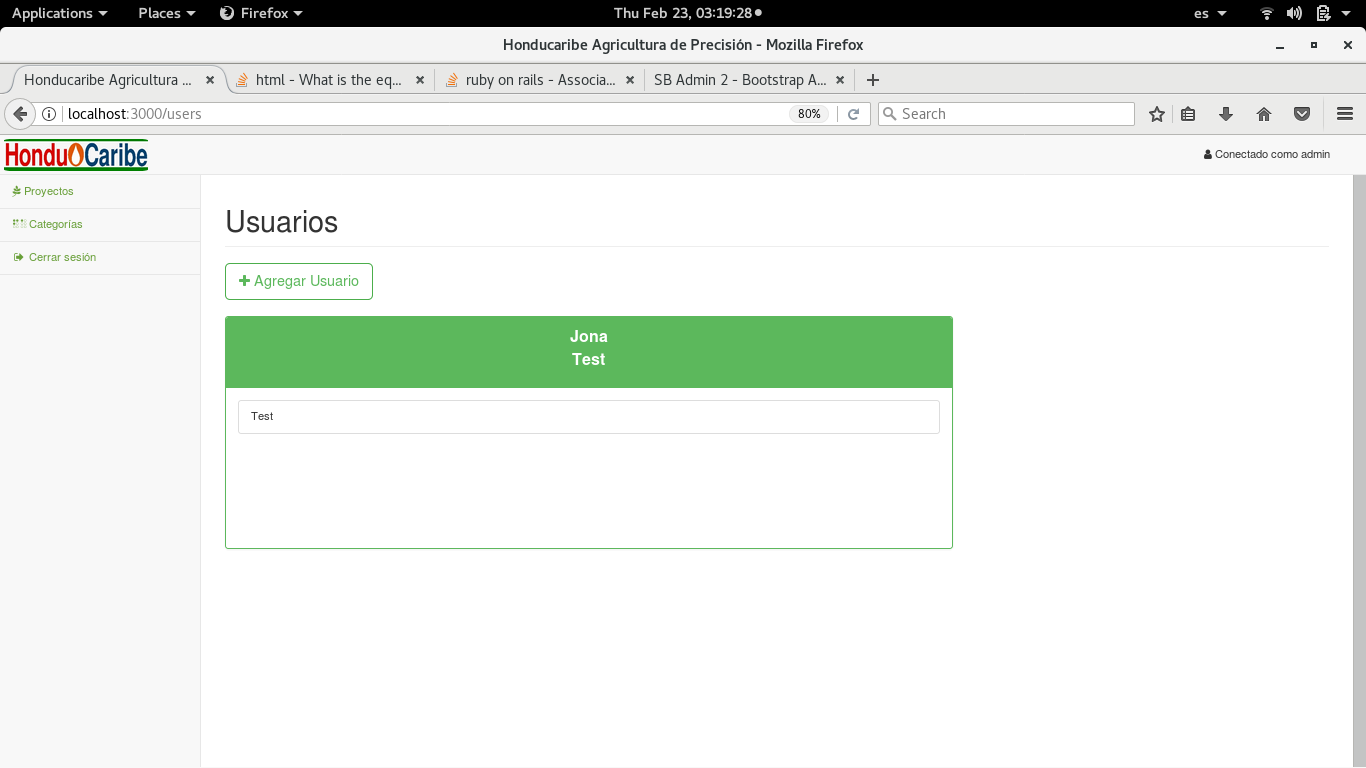 Applications Places Firefox Thu Feb 23, 03:19:28 es
Honducaribe Agricultura de Precisión - Mozilla Firefox
Honducaribe Agricultura ... html - What is the eq... ruby on rails - Associa... SB Admin 2 - Bootstrap A...
localhost:3000/users 80% Search
HonduCaribe Conectado como admin
Proyectos
Categorías
Cerrar sesión
Usuarios
Agregar Usuario
Jona
Test
Test